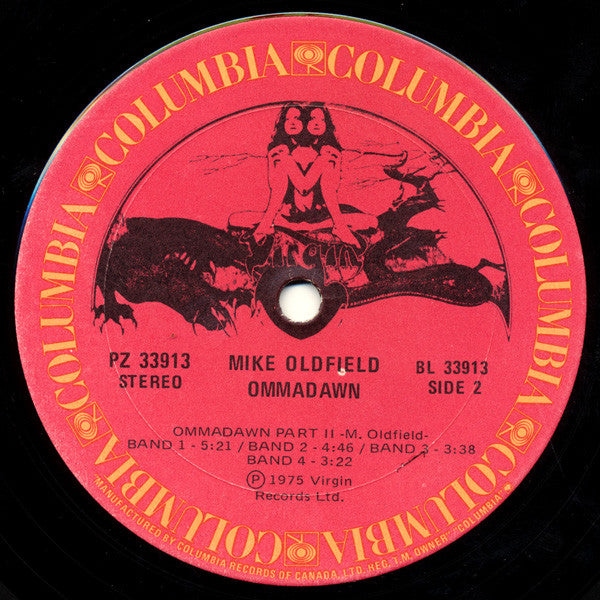 COLUMBIA COLUMBIA COLUMBIA COLUMBIA COLUMBIA COLUMBIA COLUMBIA COLUMBIA
Virgin
PZ 33913
STEREO
MIKE OLDFIELD
OMMADAWN
BL 33913
SIDE 2
OMMADAWN PART II -M. Oldfield-
BAND 1 - 5:21 / BAND 2 - 4:46 / BAND 3 - 3:38
BAND 4 - 3:22
Ⓟ 1975 Virgin
Records Ltd.
MANUFACTURED BY COLUMBIA RECORDS OF CANADA, LTD. REG. T.M. OWNER "COLUMBIA"